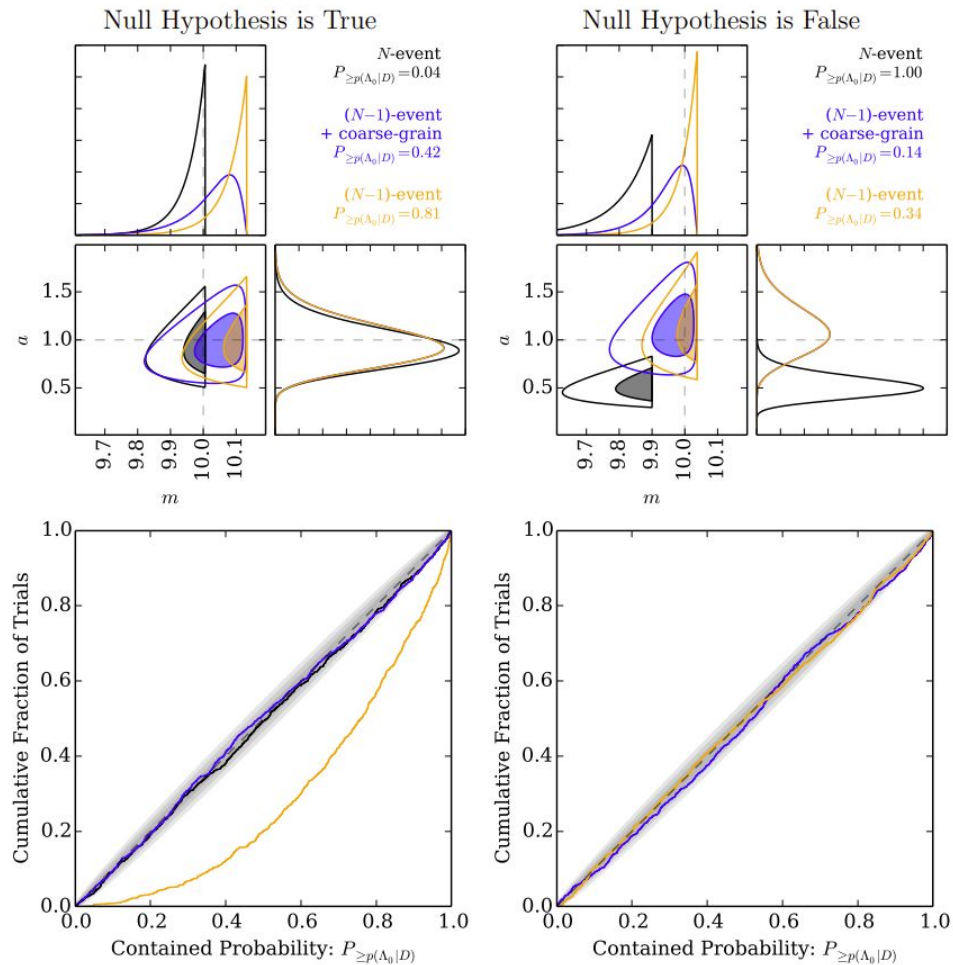 Null Hypothesis is True
N-event
P≥p(Λ₀|D)=0.04
(N−1)-event
+ coarse-grain
P≥p(Λ₀|D)=0.42
(N−1)-event
P≥p(Λ₀|D)=0.81
a
1.5
1.0
0.5
9.7
9.8
9.9
10.0
10.1
m
Null Hypothesis is False
N-event
P≥p(Λ₀|D)=1.00
(N−1)-event
+ coarse-grain
P≥p(Λ₀|D)=0.14
(N−1)-event
P≥p(Λ₀|D)=0.34
a
1.5
1.0
0.5
9.7
9.8
9.9
10.0
10.1
m
Cumulative Fraction of Trials
1.0
0.8
0.6
0.4
0.2
0.0
0.0
0.2
0.4
0.6
0.8
1.0
Contained Probability: P≥p(Λ₀|D)
Cumulative Fraction of Trials
1.0
0.8
0.6
0.4
0.2
0.0
0.0
0.2
0.4
0.6
0.8
1.0
Contained Probability: P≥p(Λ₀|D)